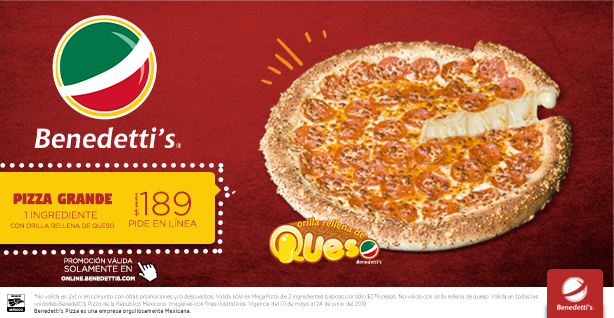 Benedetti's®
PIZZA GRANDE
1 INGREDIENTE
CON ORILLA RELLENA DE QUESO
$189
PIDE EN LÍNEA
PROMOCIÓN VÁLIDA
SOLAMENTE EN
ONLINE.BENEDETTIS.COM
orilla rellena de
Queso
Benedetti's
Benedetti's
HECHO EN
MÉXICO
*No válida en 2x1 ni en conjunto con otras promociones y/o descuentos. Válida sólo en MegaPizza de 2 ingredientes básicos por sólo $279 pesos. No válida con orilla rellena de queso. Válida en todas las
unidades Benedetti's Pizza de la República Mexicana. Imágenes con fines ilustrativos. Vigencia del 01 de mayo al 24 de junio del 2019.
Benedetti's Pizza es una empresa orgullosamente Mexicana.